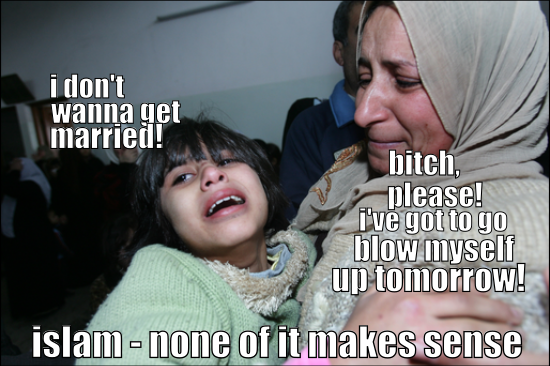 i don't
wanna get
married!
bitch,
please!
i've got to go
blow myself
up tomorrow!
islam - none of it makes sense